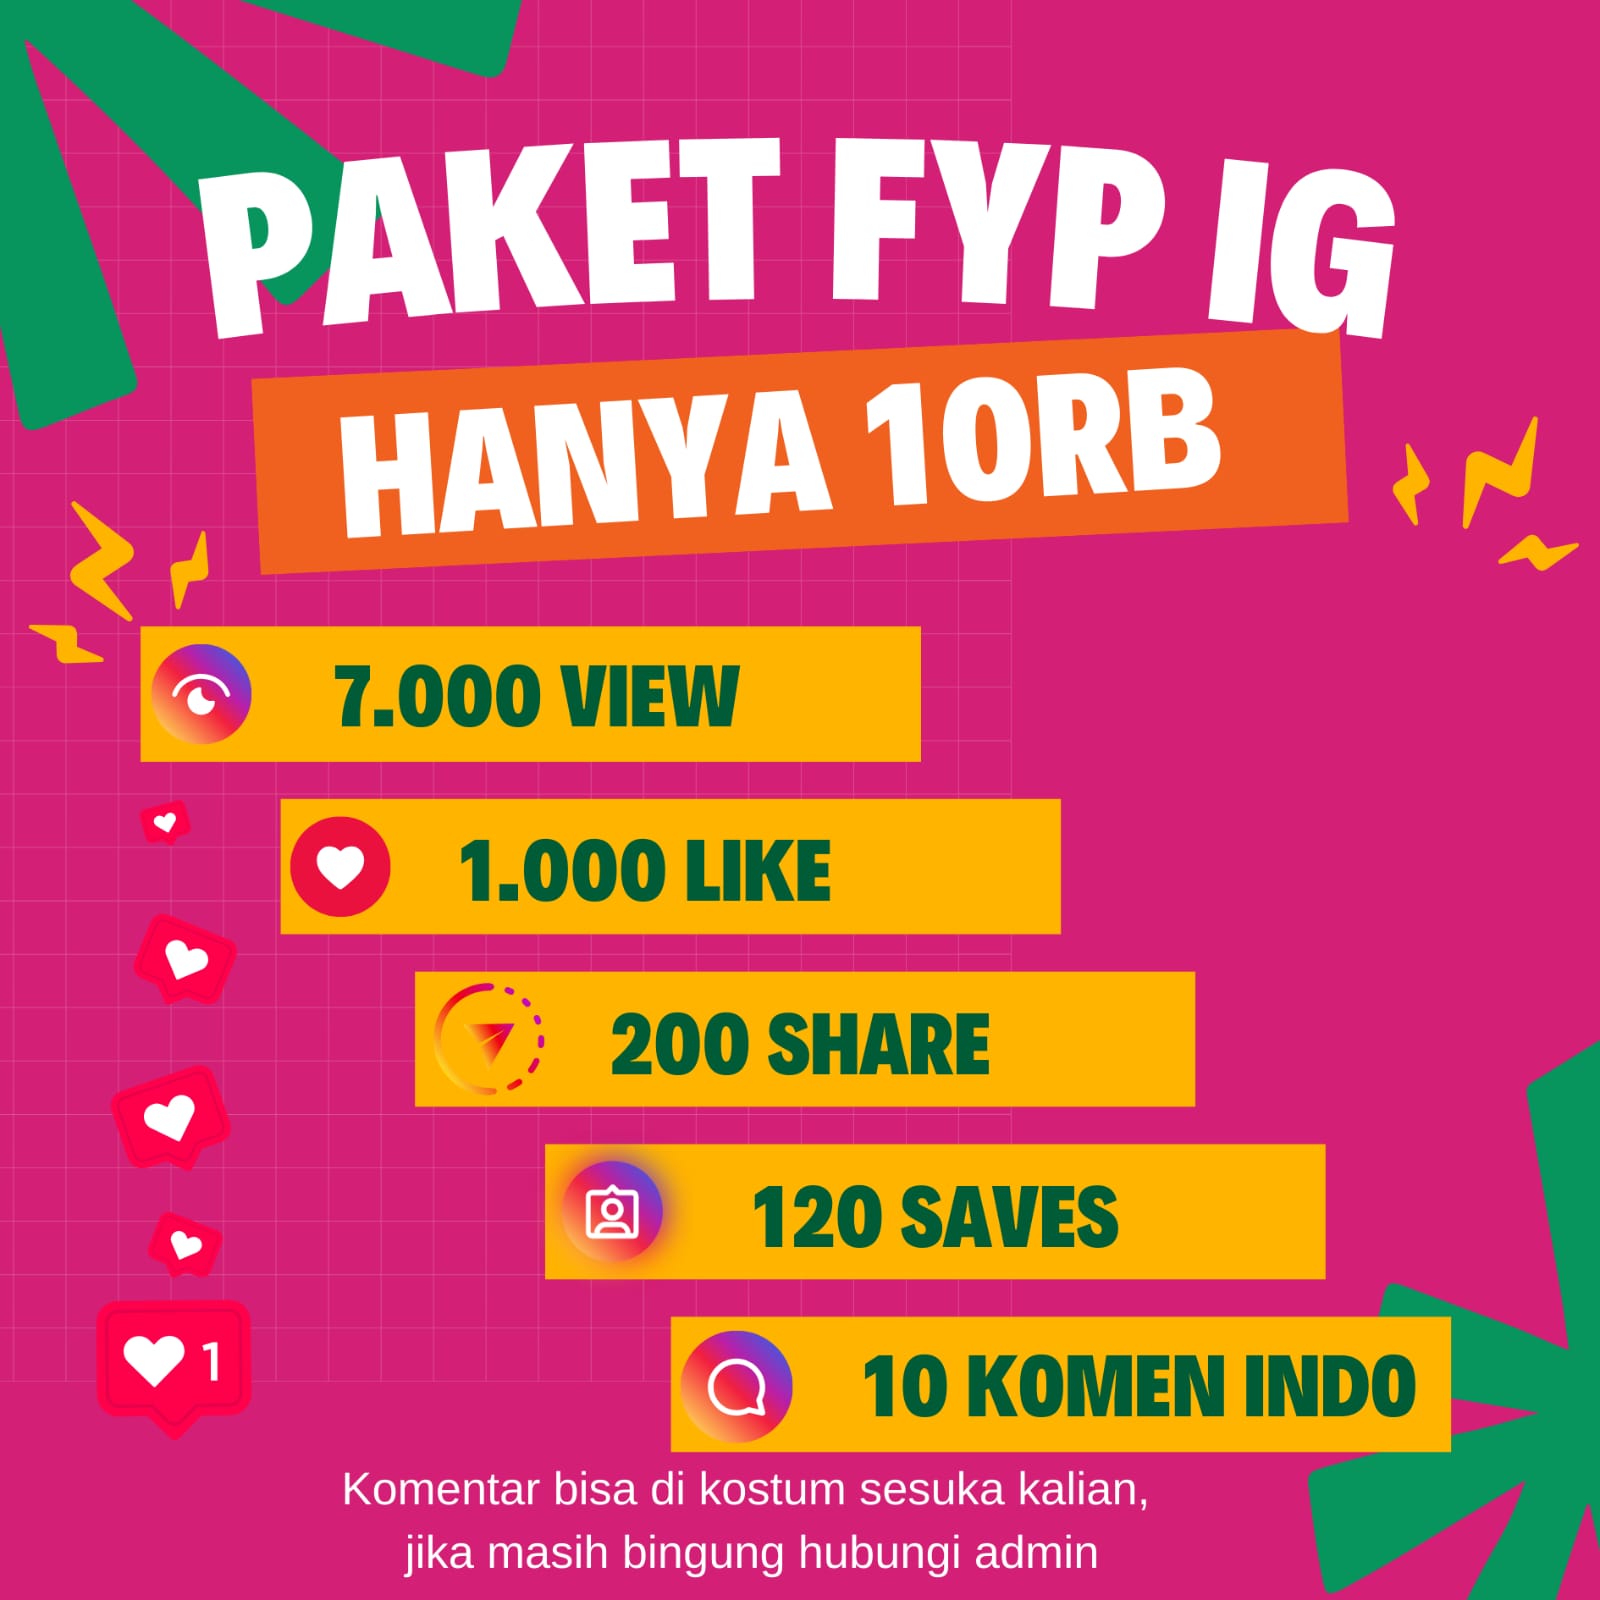 PAKET FYP IG
HANYA 10RB
7.000 VIEW
1.000 LIKE
200 SHARE
120 SAVES
1
10 KOMEN INDO
Komentar bisa di kostum sesuka kalian,
jika masih bingung hubungi admin